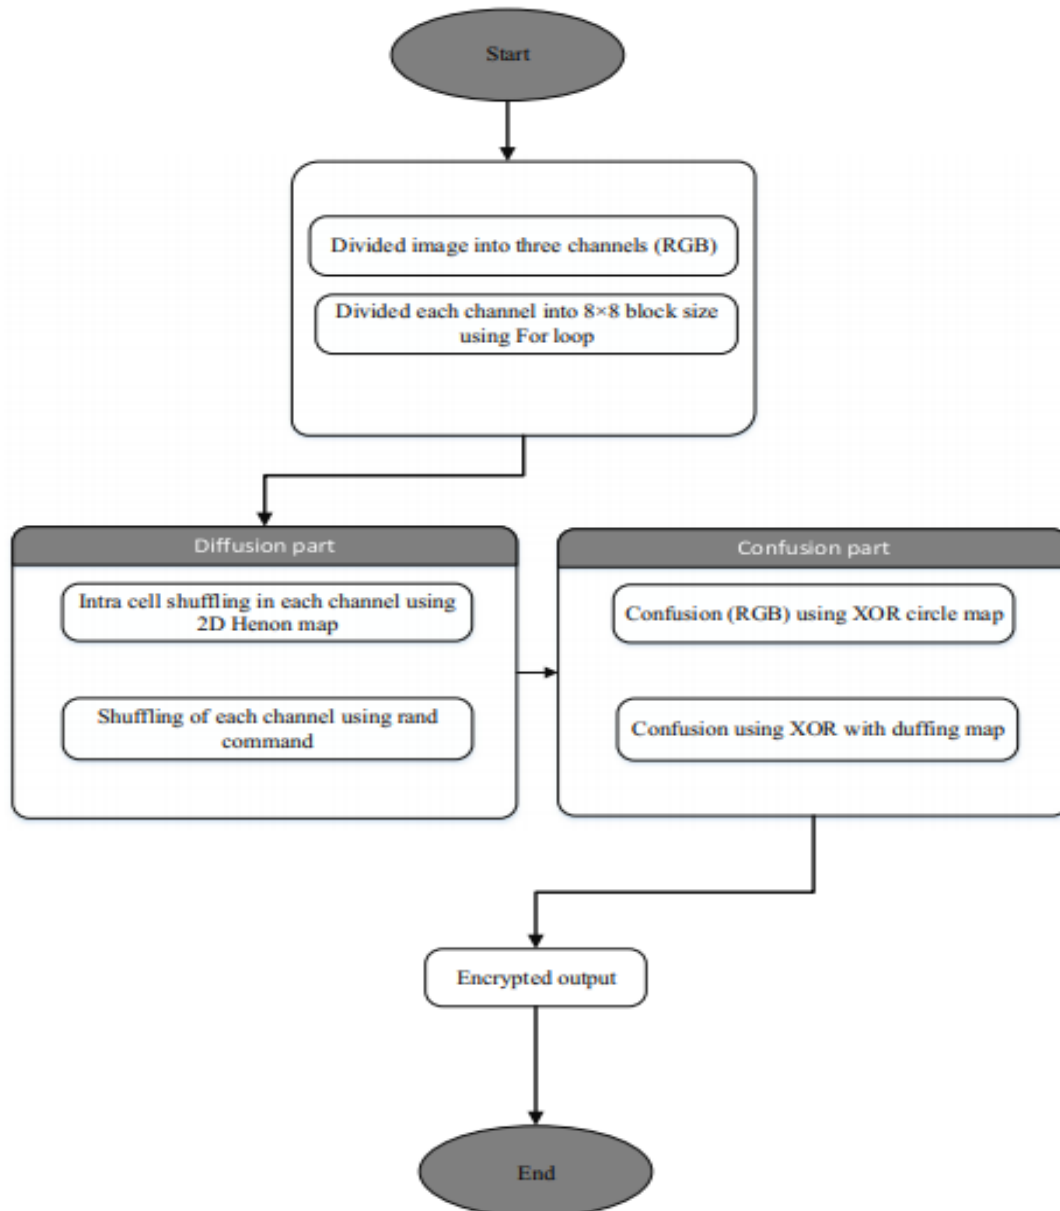 Start
Divided image into three channels (RGB)
Divided each channel into 8×8 block size
using For loop
Diffusion part
Intra cell shuffling in each channel using
2D Henon map
Shuffling of each channel using rand
command
Confusion part
Confusion (RGB) using XOR circle map
Confusion using XOR with duffing map
Encrypted output
End